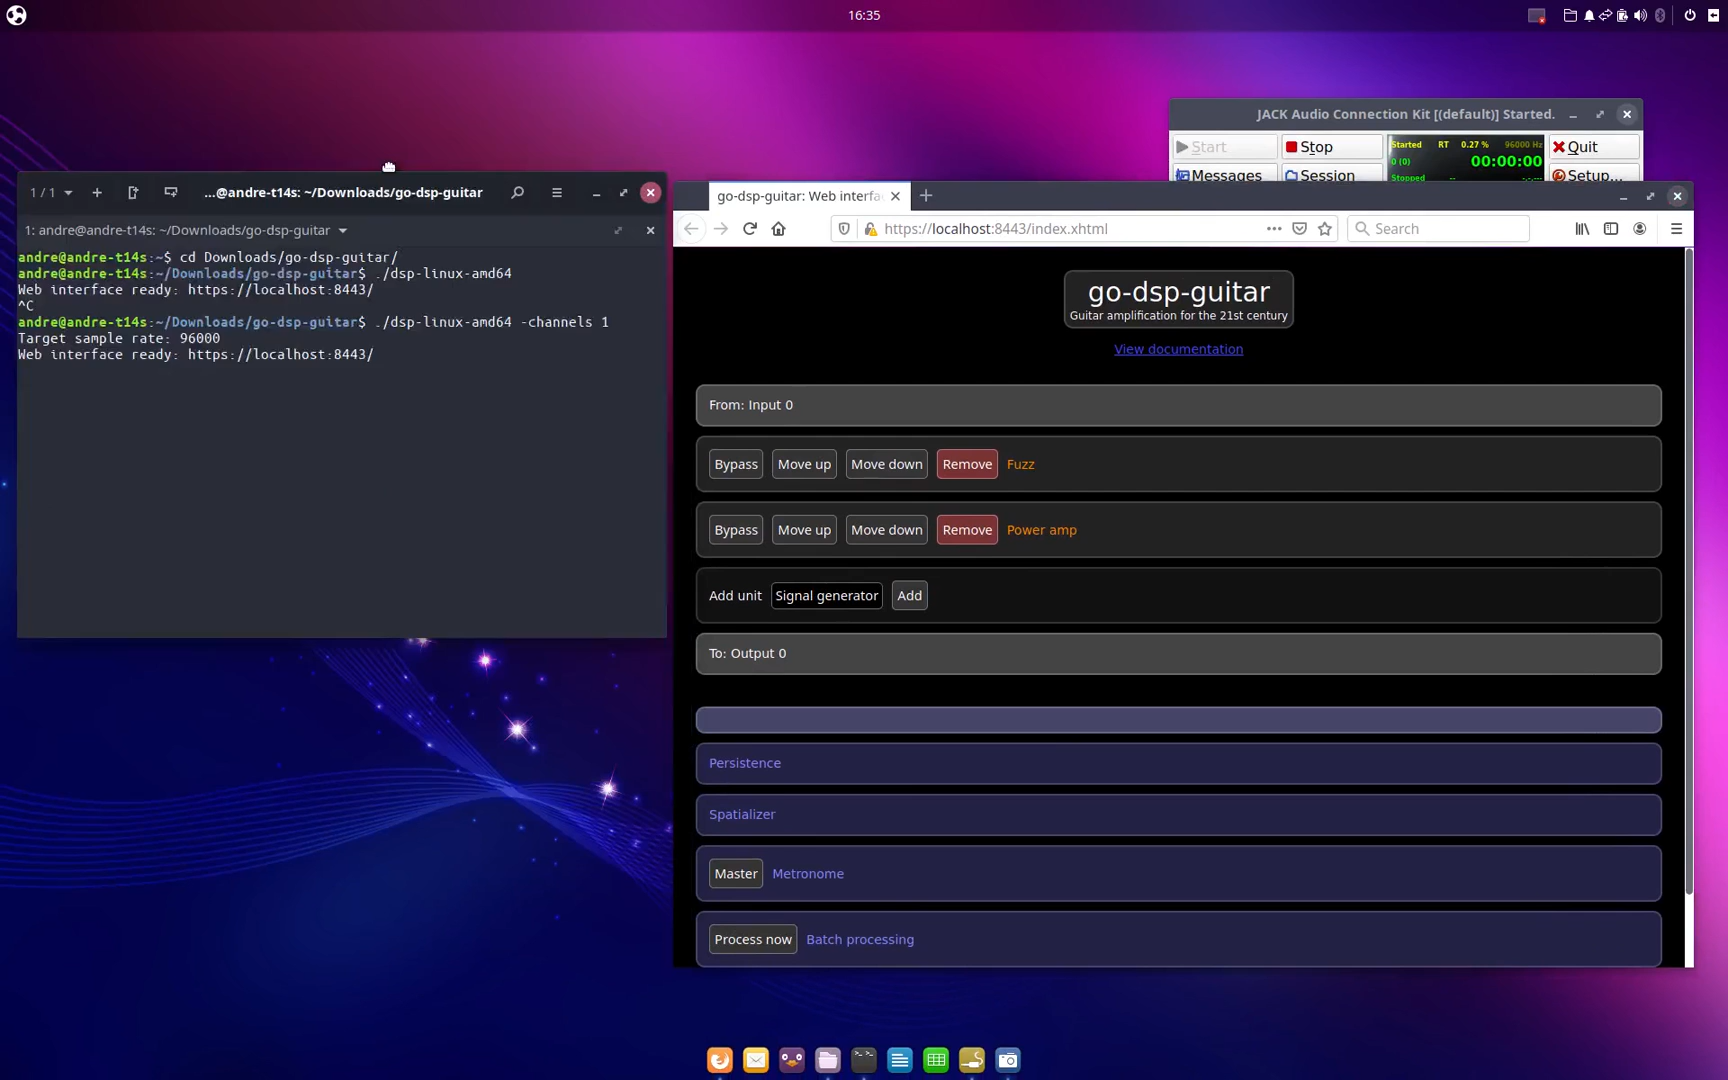 16:35
JACK Audio Connection Kit [(default)] Started.
Start
Stop
Started RT 0.27 % 96000 Hz
0 (0) 00:00:00
Stopped
Quit
Messages
Session
Setup...
1 / 1
...@andre-t14s: ~/Downloads/go-dsp-guitar
1: andre@andre-t14s: ~/Downloads/go-dsp-guitar
andre@andre-t14s:~$ cd Downloads/go-dsp-guitar/
andre@andre-t14s:~/Downloads/go-dsp-guitar$ ./dsp-linux-amd64
Web interface ready: https://localhost:8443/
^C
andre@andre-t14s:~/Downloads/go-dsp-guitar$ ./dsp-linux-amd64 -channels 1
Target sample rate: 96000
Web interface ready: https://localhost:8443/
go-dsp-guitar: Web interfa
https://localhost:8443/index.xhtml
Search
go-dsp-guitar
Guitar amplification for the 21st century
View documentation
From: Input 0
Bypass Move up Move down Remove Fuzz
Bypass Move up Move down Remove Power amp
Add unit Signal generator Add
To: Output 0
Persistence
Spatializer
Master Metronome
Process now Batch processing